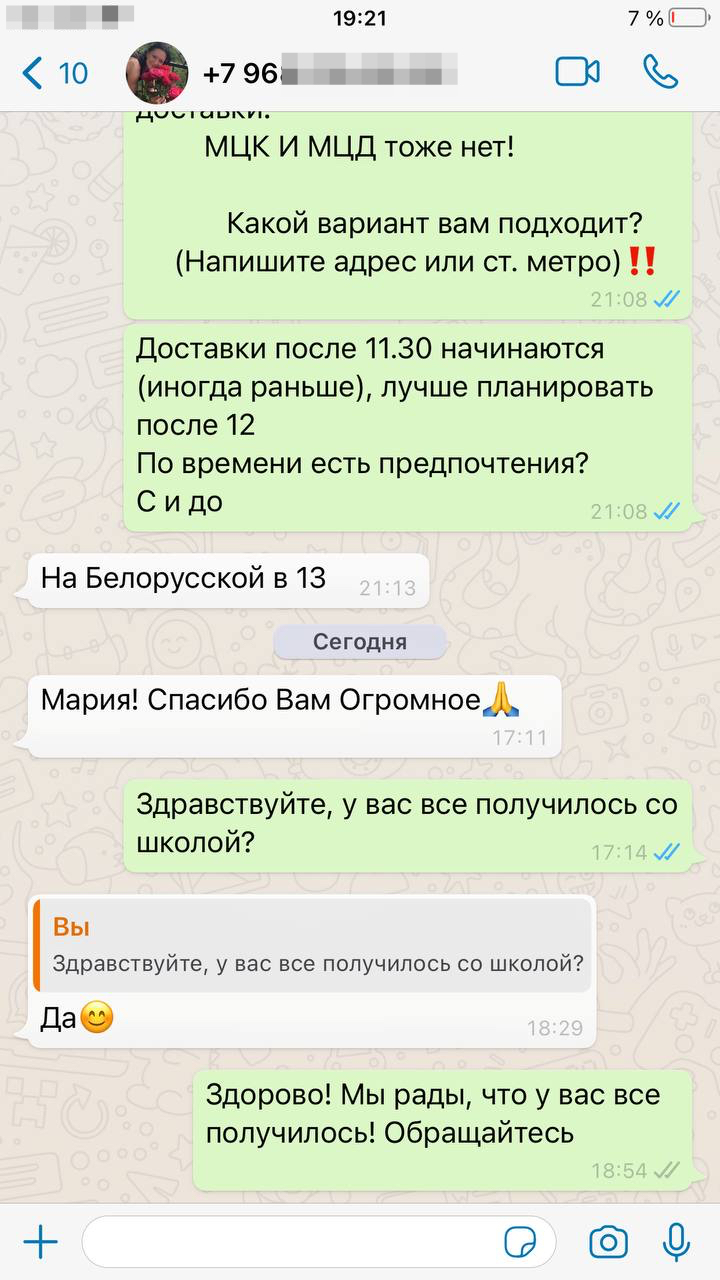 19:21
7 %
10
+7 96
доставки.
МЦК И МЦД тоже нет!
Какой вариант вам подходит?
(Напишите адрес или ст. метро)‼️
21:08
Доставки после 11.30 начинаются
(иногда раньше), лучше планировать
после 12
По времени есть предпочтения?
С и до
21:08
На Белорусской в 13
21:13
Сегодня
Мария! Спасибо Вам Огромное🙏
17:11
Здравствуйте, у вас все получилось со
школой?
17:14
Вы
Здравствуйте, у вас все получилось со школой?
Да😊
18:29
Здорово! Мы рады, что у вас все
получилось! Обращайтесь
18:54